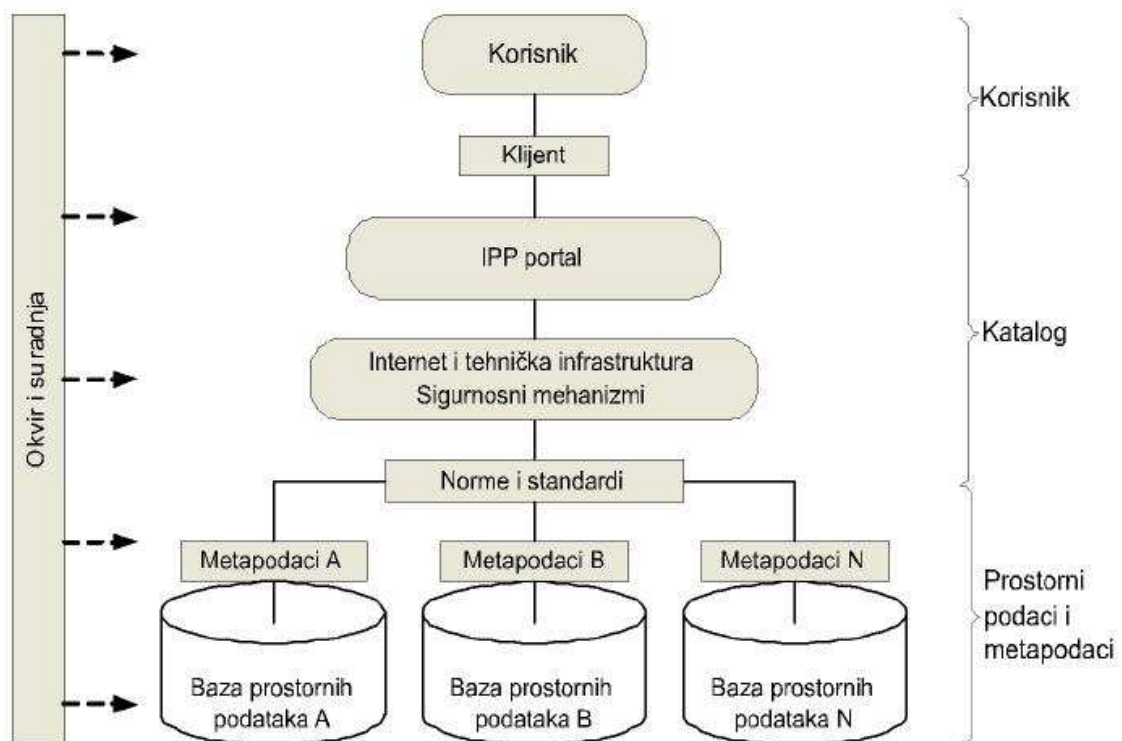 Korisnik
Klijent
IPP portal
Internet i tehnička infrastruktura
Sigurnosni mehanizmi
Norme i standardi
Metapodaci A
Metapodaci B
Metapodaci N
Baza prostornih
podataka A
Baza prostornih
podataka B
Baza prostornih
podataka N
Okvir i suradnja
Korisnik
Katalog
Prostorni
podaci i
metapodaci